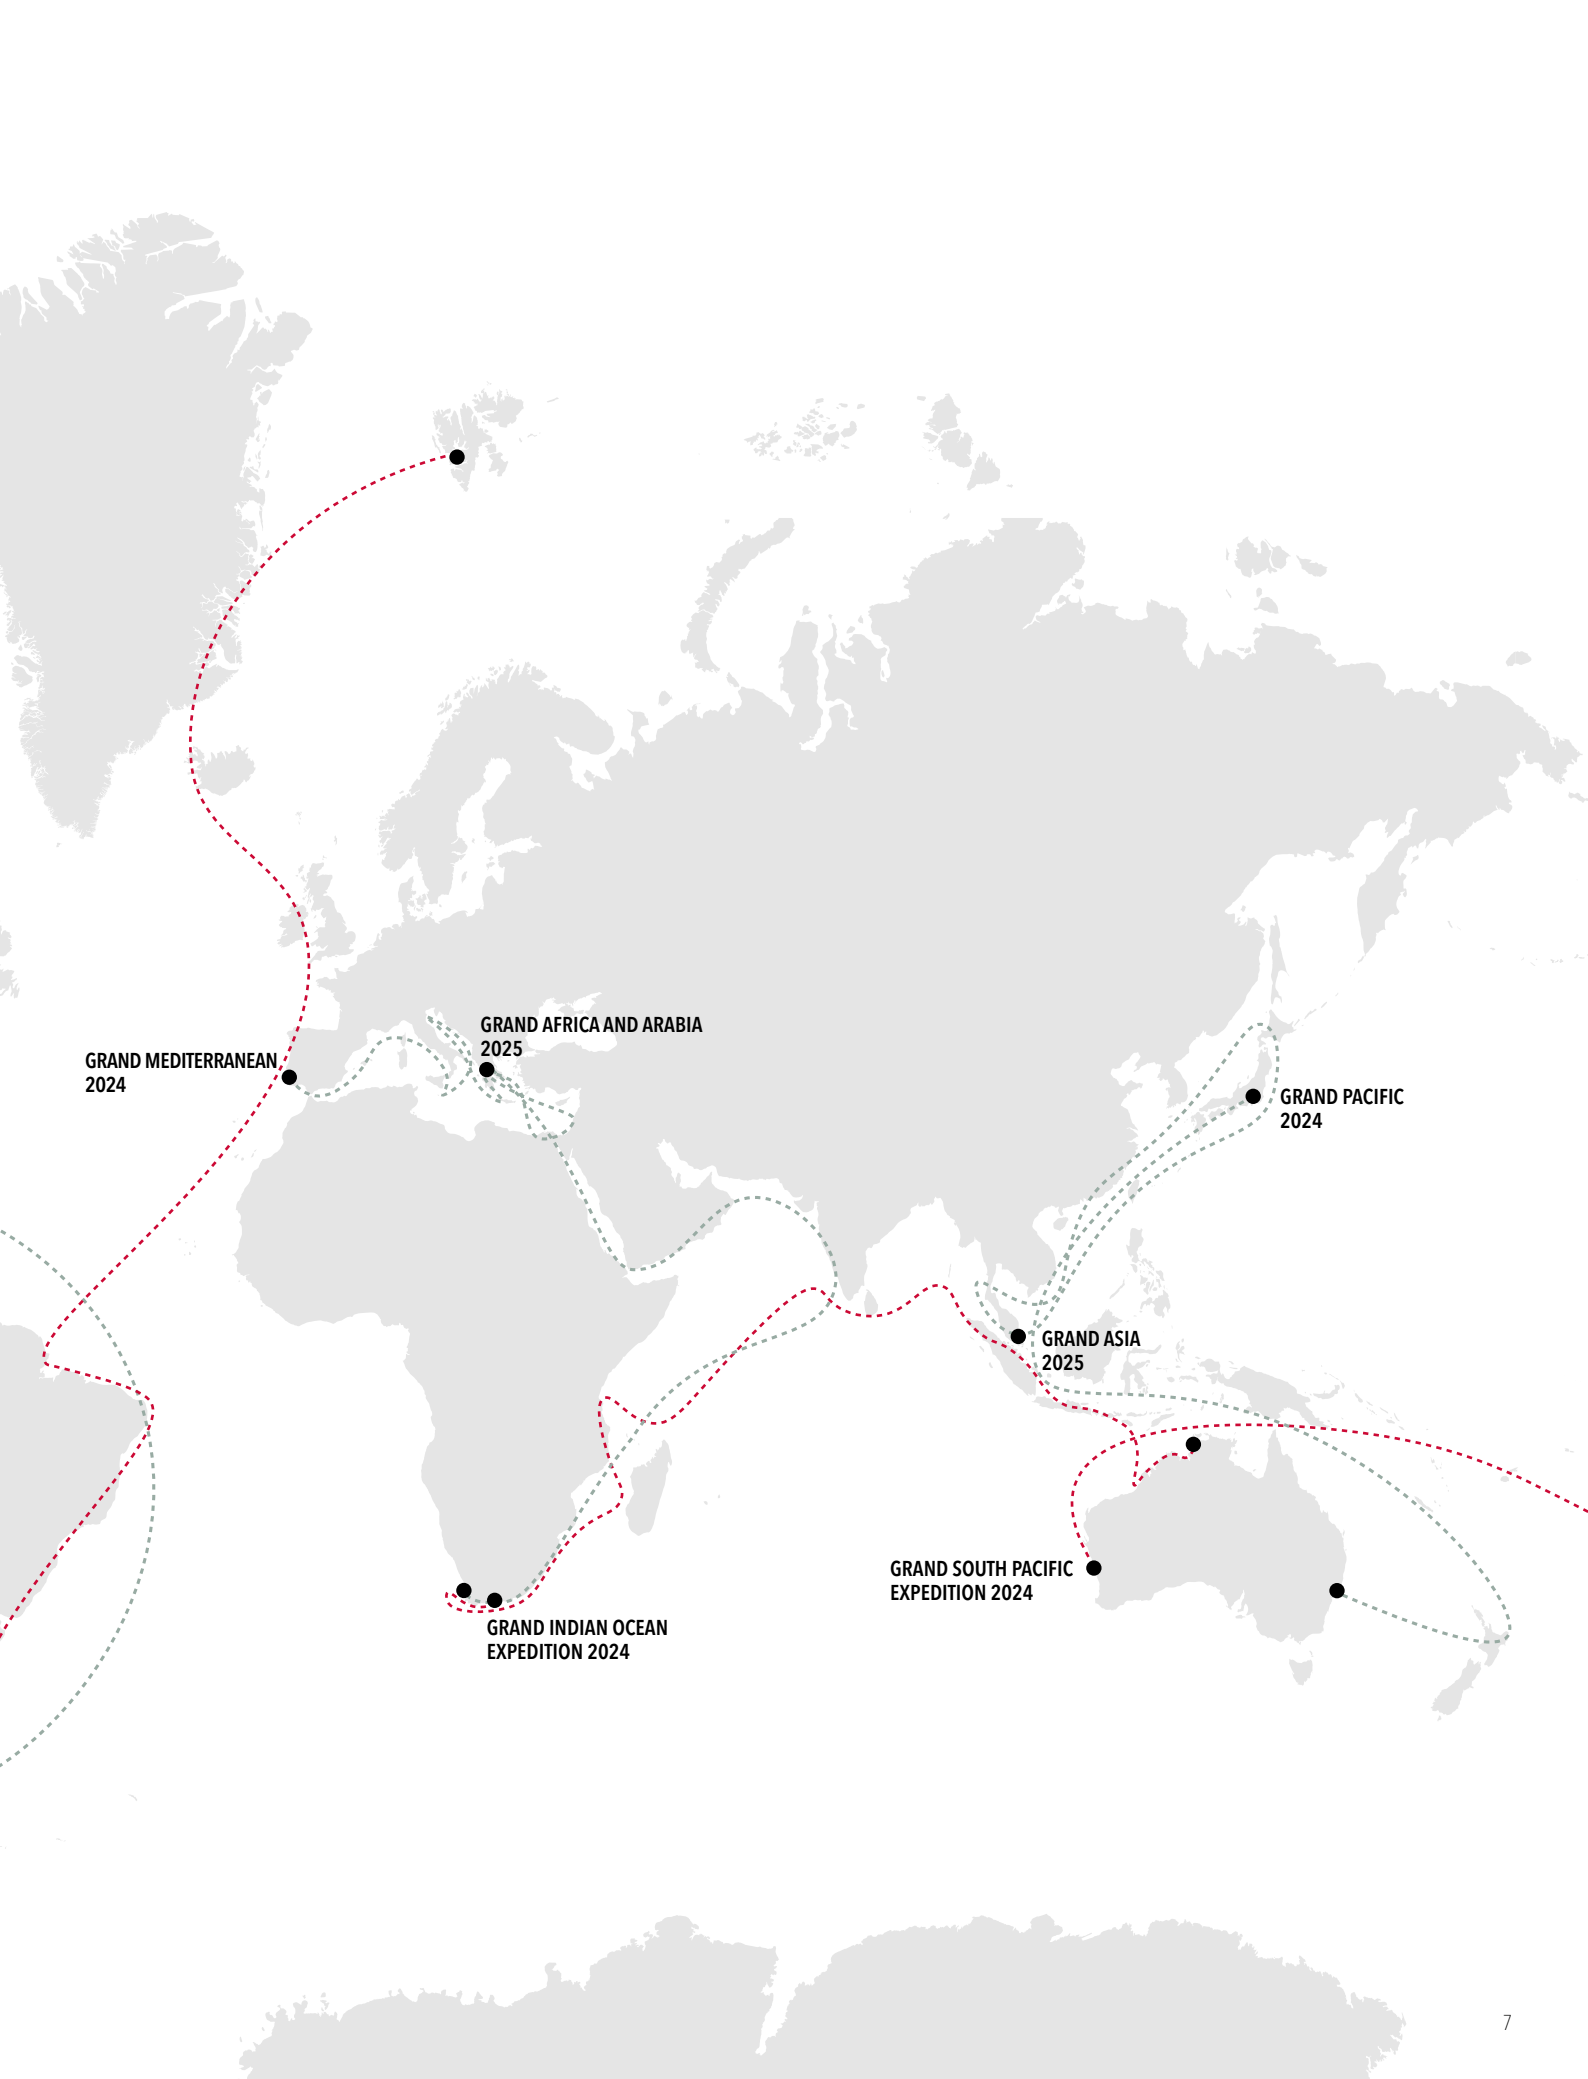 GRAND AFRICA AND ARABIA
2025
GRAND MEDITERRANEAN
2024
GRAND PACIFIC
2024
GRAND ASIA
2025
GRAND SOUTH PACIFIC
EXPEDITION 2024
GRAND INDIAN OCEAN
EXPEDITION 2024
7